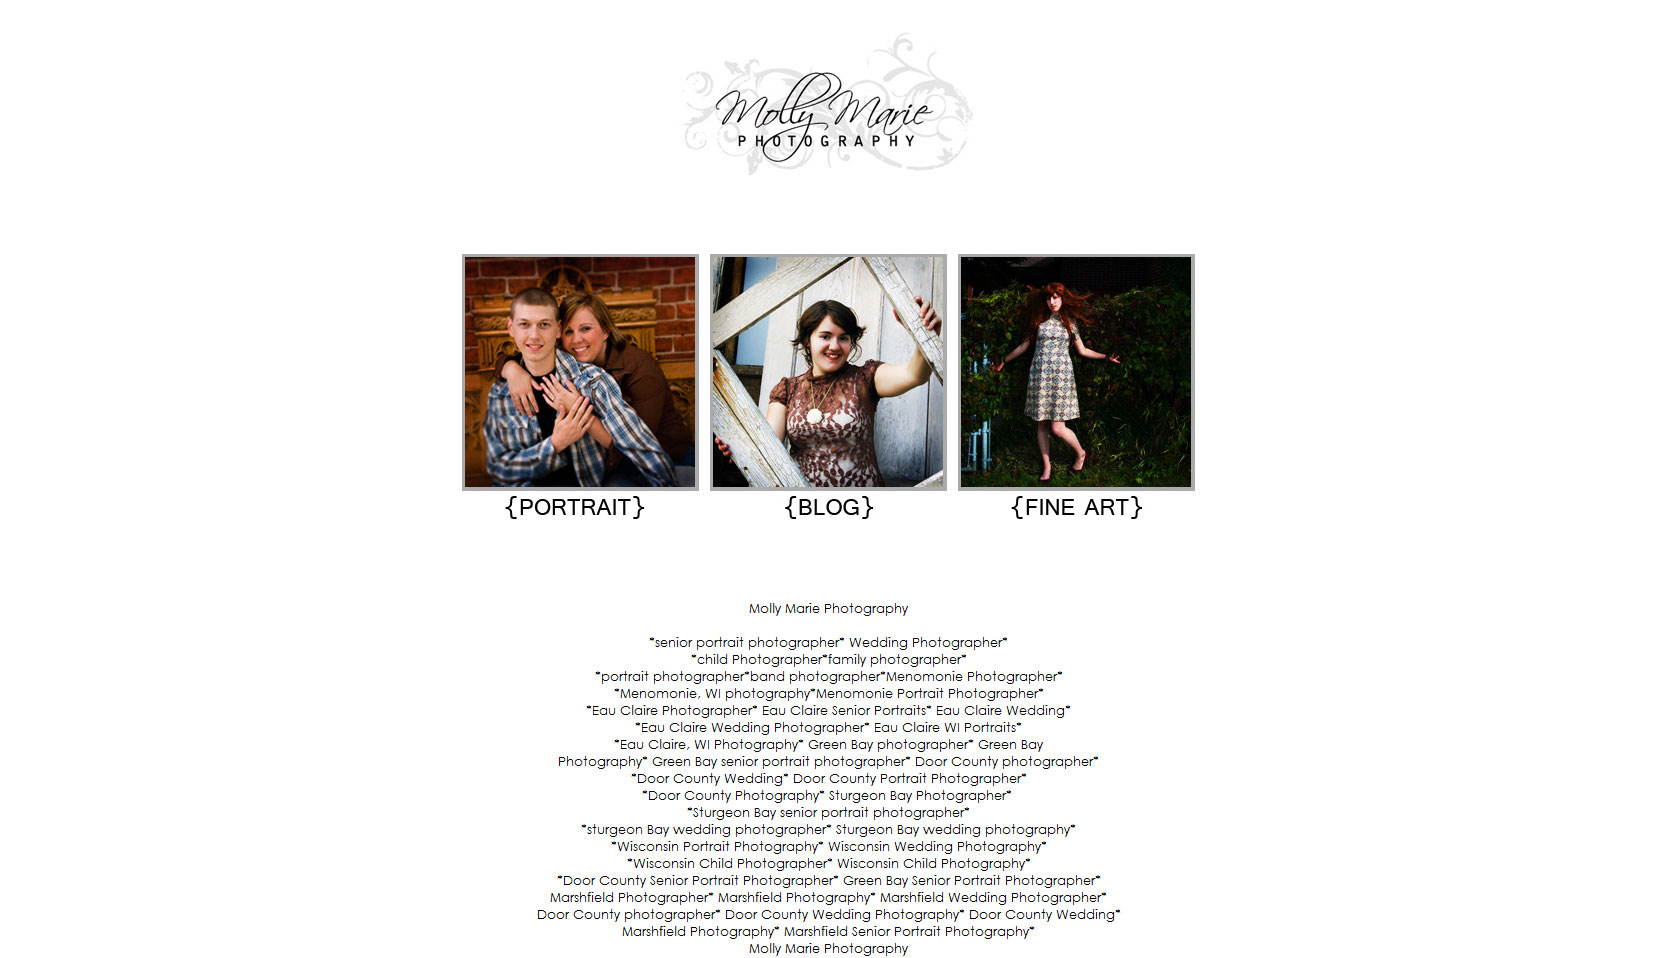 Molly Marie
PHOTOGRAPHY
{PORTRAIT} {BLOG} {FINE ART}
Molly Marie Photography
*senior portrait photographer* Wedding Photographer*
*child Photographer*family photographer*
*portrait photographer*band photographer*Menomonie Photographer*
*Menomonie, WI photography*Menomonie Portrait Photographer*
*Eau Claire Photographer* Eau Claire Senior Portraits* Eau Claire Wedding*
*Eau Claire Wedding Photographer* Eau Claire WI Portraits*
*Eau Claire, WI Photography* Green Bay photographer* Green Bay
Photography* Green Bay senior portrait photographer* Door County photographer*
*Door County Wedding* Door County Portrait Photographer*
*Door County Photography* Sturgeon Bay Photographer*
*Sturgeon Bay senior portrait photographer*
*sturgeon Bay wedding photographer* Sturgeon Bay wedding photography*
*Wisconsin Portrait Photography* Wisconsin Wedding Photography*
*Wisconsin Child Photographer* Wisconsin Child Photography*
*Door County Senior Portrait Photographer* Green Bay Senior Portrait Photographer*
Marshfield Photographer* Marshfield Photography* Marshfield Wedding Photographer*
Door County photographer* Door County Wedding Photography* Door County Wedding*
Marshfield Photography* Marshfield Senior Portrait Photography*
Molly Marie Photography